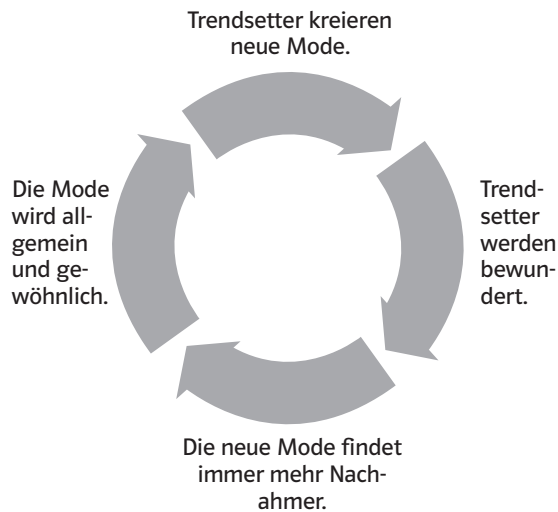 Trendsetter kreieren
neue Mode.
Trend-
setter
werden
bewun-
dert.
Die neue Mode findet
immer mehr Nach-
ahmer.
Die Mode
wird all-
gemein
und ge-
wöhnlich.